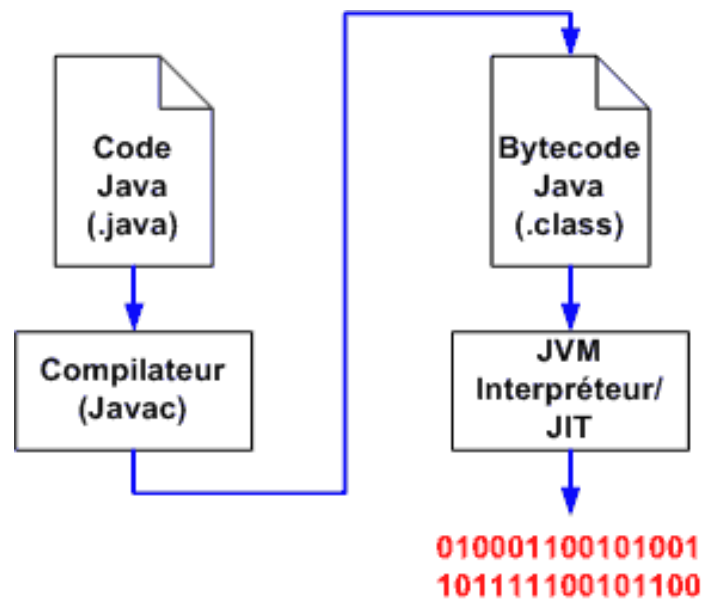 Code
Java
(.java)
Compilateur
(Javac)
Bytecode
Java
(.class)
JVM
Interpréteur/
JIT
010001100101001
101111100101100